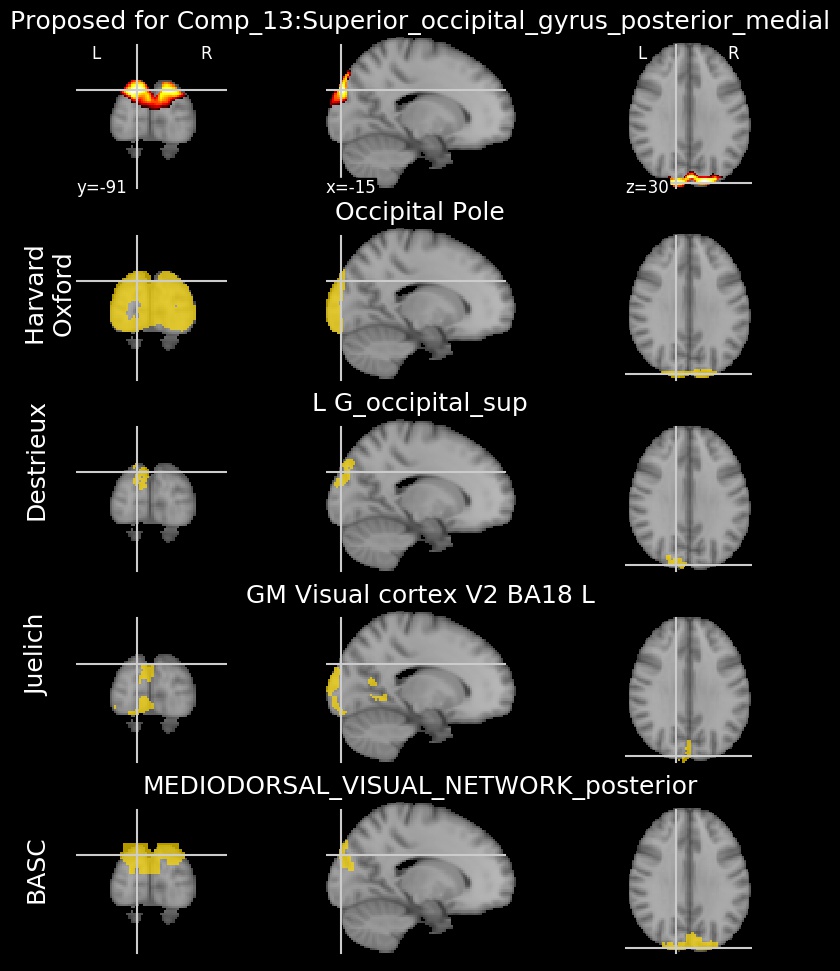 Proposed for Comp_13:Superior_occipital_gyrus_posterior_medial
L R L R
y=-91 x=-15 z=30
Occipital Pole
Harvard
Oxford
L G_occipital_sup
Destrieux
GM Visual cortex V2 BA18 L
Juelich
MEDIODORSAL_VISUAL_NETWORK_posterior
BASC